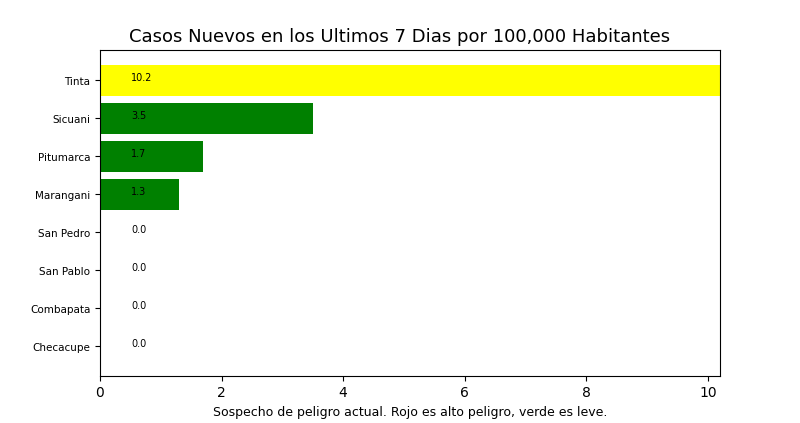 Casos Nuevos en los Ultimos 7 Dias por 100,000 Habitantes
Tinta 10.2
Sicuani 3.5
Pitumarca 1.7
Marangani 1.3
San Pedro 0.0
San Pablo 0.0
Combapata 0.0
Checacupe 0.0
0 2 4 6 8 10
Sospecho de peligro actual. Rojo es alto peligro, verde es leve.